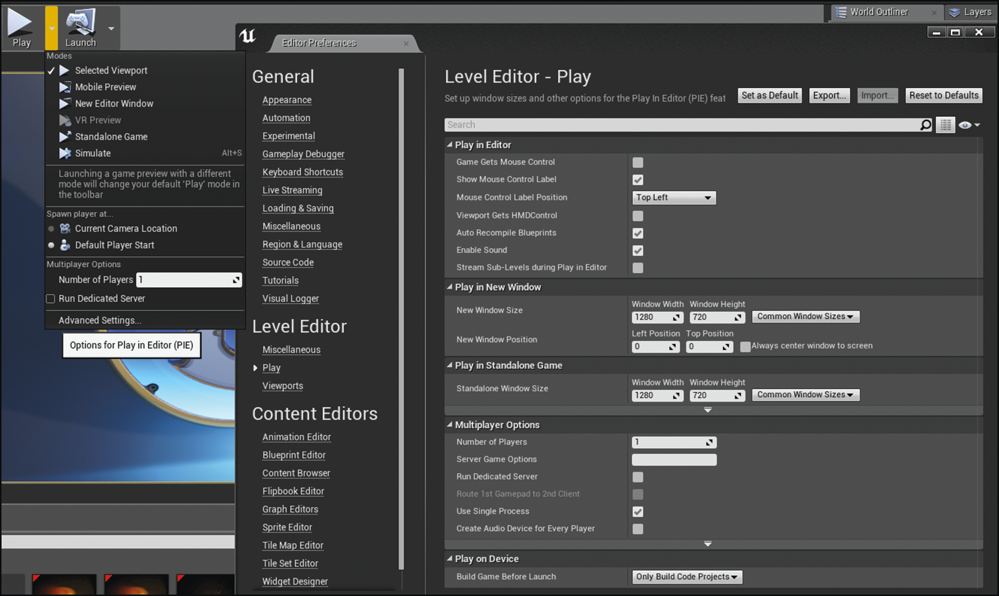 Play
Launch
World Outliner
Layers
Modes
Selected Viewport
Mobile Preview
New Editor Window
VR Preview
Standalone Game
Simulate Alt+S
Launching a game preview with a different
mode will change your default 'Play' mode in
the toolbar
Spawn player at...
Current Camera Location
Default Player Start
Multiplayer Options
Number of Players 1
Run Dedicated Server
Advanced Settings...
Options for Play in Editor (PIE)
Editor Preferences
General
Appearance
Automation
Experimental
Gameplay Debugger
Keyboard Shortcuts
Live Streaming
Loading & Saving
Miscellaneous
Region & Language
Source Code
Tutorials
Visual Logger
Level Editor
Miscellaneous
Play
Viewports
Content Editors
Animation Editor
Blueprint Editor
Content Browser
Flipbook Editor
Graph Editors
Sprite Editor
Tile Map Editor
Tile Set Editor
Widget Designer
Level Editor - Play
Set up window sizes and other options for the Play In Editor (PIE) feat
Set as Default Export... Import... Reset to Defaults
Search
Play in Editor
Game Gets Mouse Control
Show Mouse Control Label
Mouse Control Label Position Top Left
Viewport Gets HMDControl
Auto Recompile Blueprints
Enable Sound
Stream Sub-Levels during Play in Editor
Play in New Window
Window Width Window Height
New Window Size 1280 720 Common Window Sizes
Left Position Top Position
New Window Position 0 0 Always center window to screen
Play in Standalone Game
Window Width Window Height
Standalone Window Size 1280 720 Common Window Sizes
Multiplayer Options
Number of Players 1
Server Game Options
Run Dedicated Server
Route 1st Gamepad to 2nd Client
Use Single Process
Create Audio Device for Every Player
Play on Device
Build Game Before Launch Only Build Code Projects